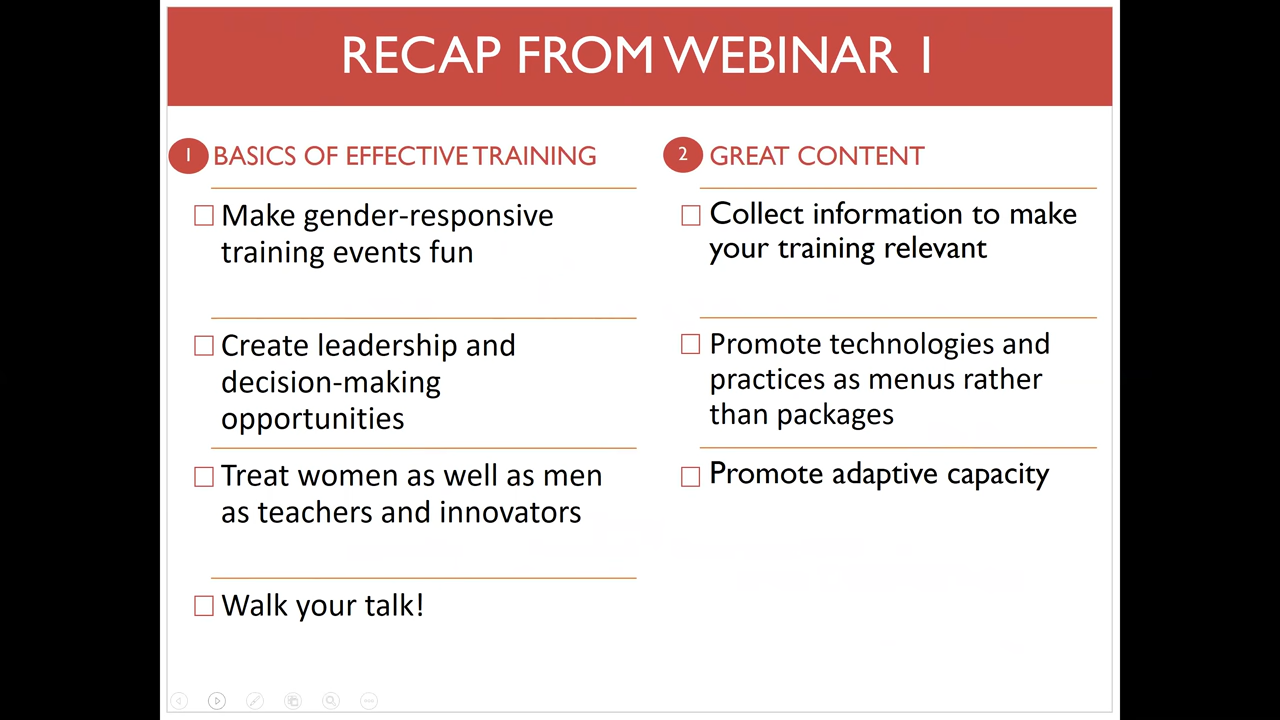 RECAP FROM WEBINAR 1
1 BASICS OF EFFECTIVE TRAINING
Make gender-responsive
training events fun
Create leadership and
decision-making
opportunities
Treat women as well as men
as teachers and innovators
Walk your talk!
2 GREAT CONTENT
Collect information to make
your training relevant
Promote technologies and
practices as menus rather
than packages
Promote adaptive capacity